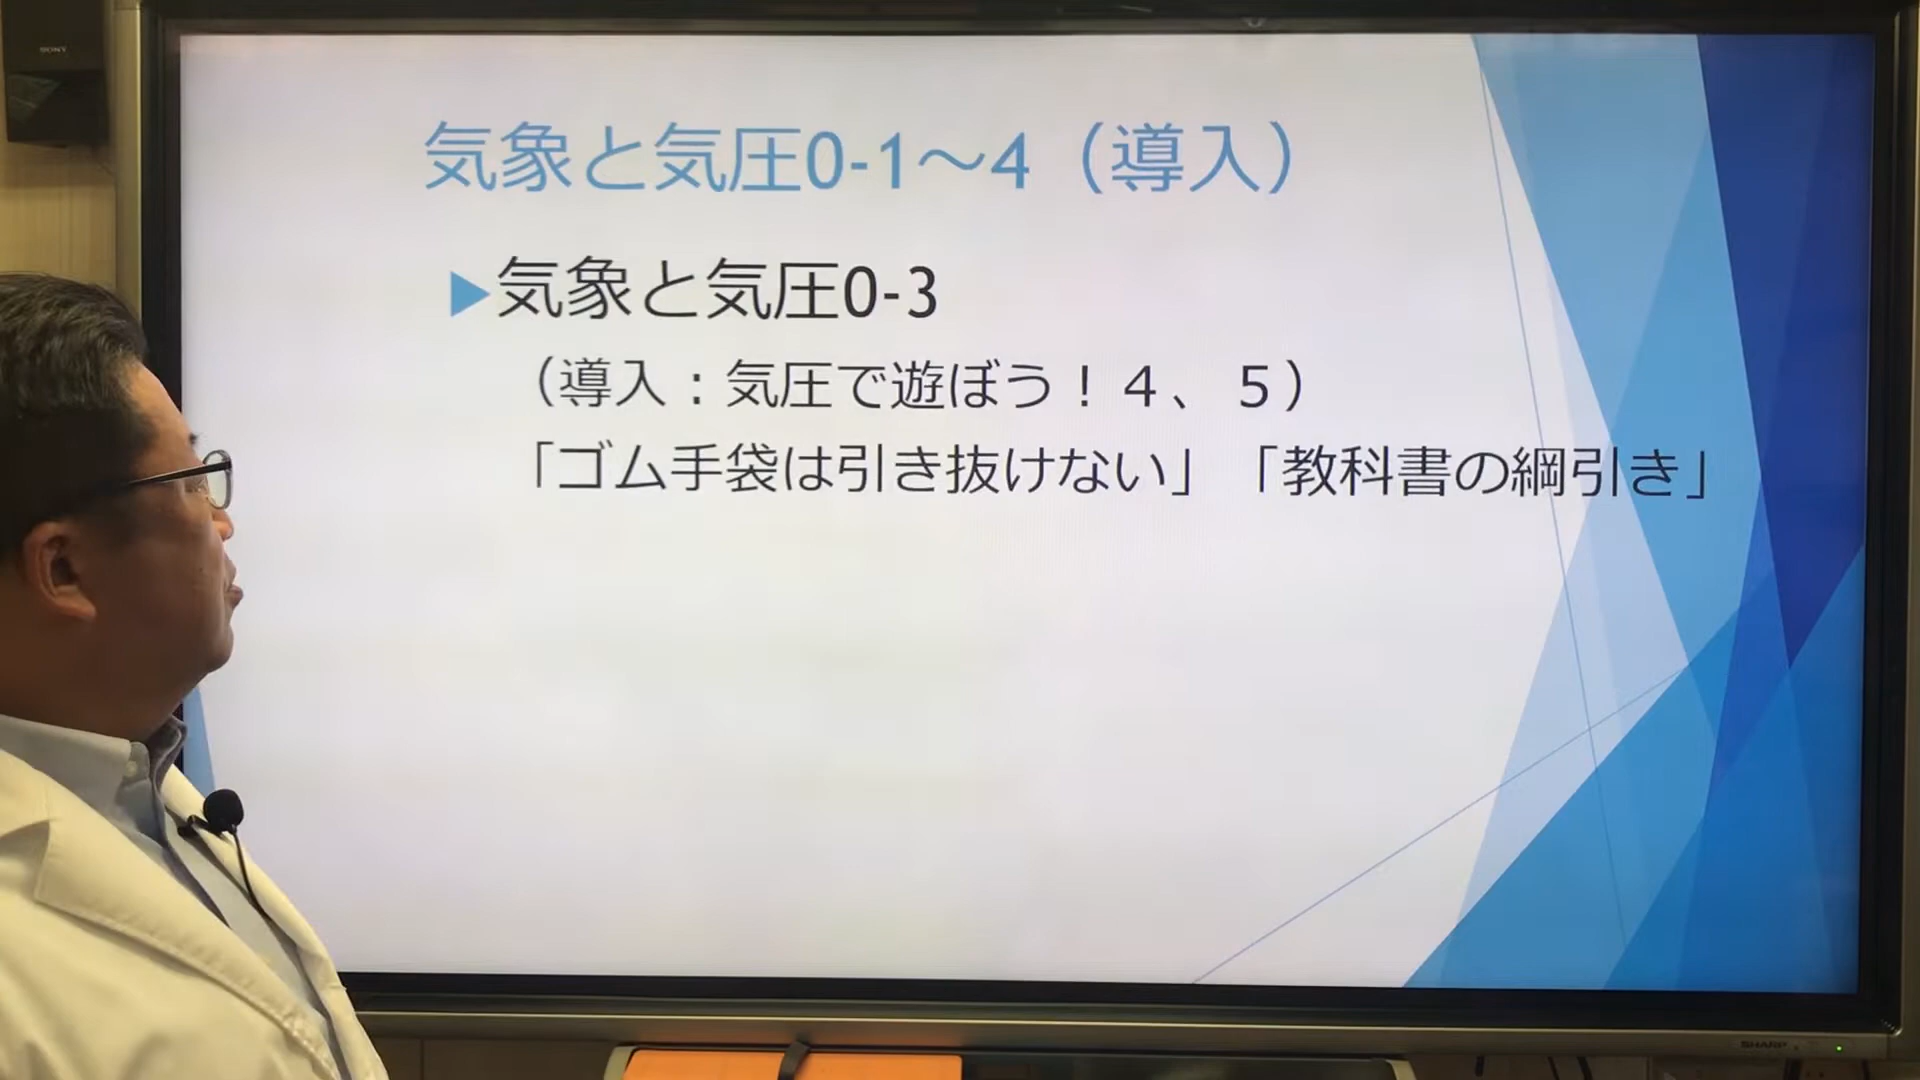 SONY
気象と気圧0-1～4（導入）
▶気象と気圧0-3
（導入：気圧で遊ぼう！４、５）
「ゴム手袋は引き抜けない」「教科書の綱引き」
SHARP